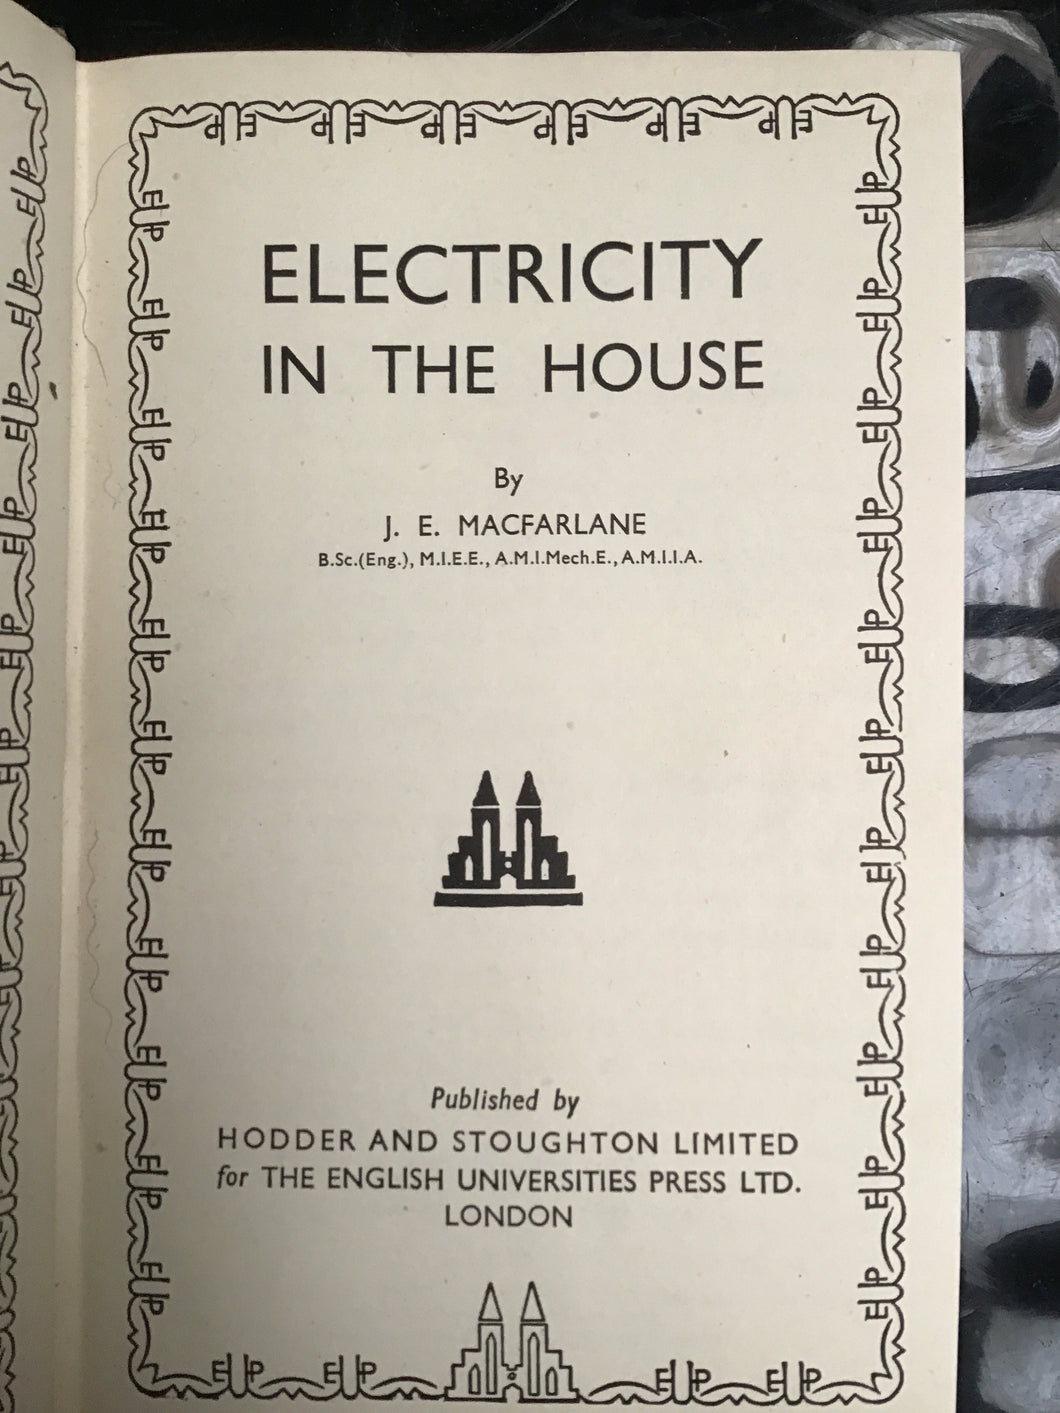 ELECTRICITY
IN THE HOUSE
By
J. E. MACFARLANE
B.Sc.(Eng.), M.I.E.E., A.M.I.Mech.E., A.M.I.I.A.
Published by
HODDER AND STOUGHTON LIMITED
for THE ENGLISH UNIVERSITIES PRESS LTD.
LONDON